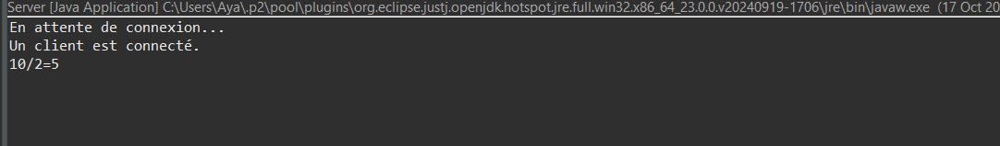 Server [Java Application] C:\Users\Aya\.p2\pool\plugins\org.eclipse.justj.openjdk.hotspot.jre.full.win32.x86_64_23.0.0.v20240919-1706\jre\bin\javaw.exe (17 Oct 20
En attente de connexion...
Un client est connecté.
10/2=5